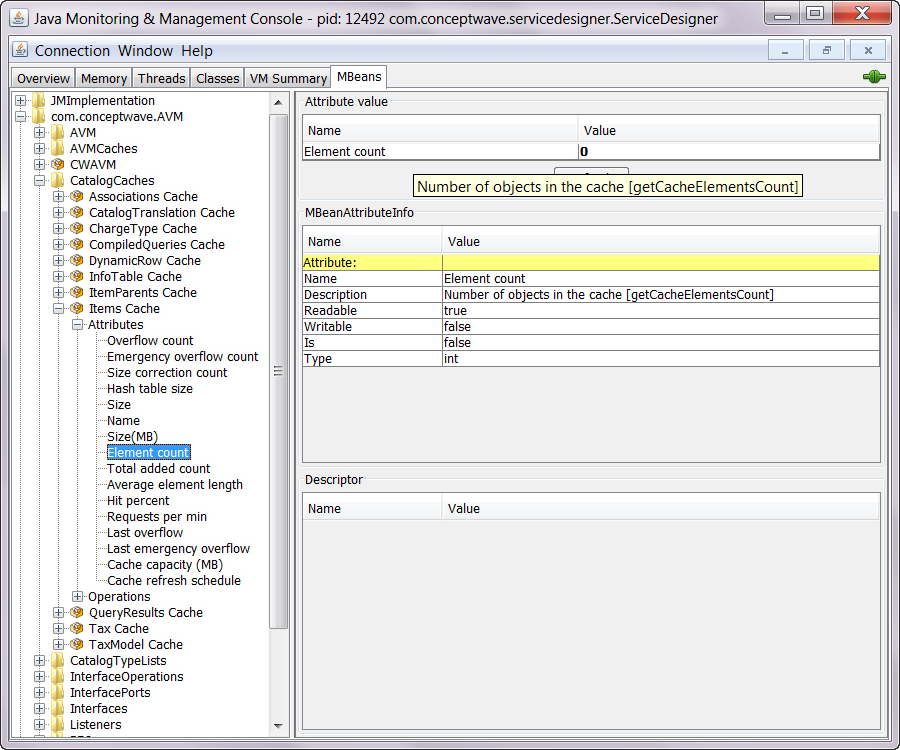 Java Monitoring & Management Console - pid: 12492 com.conceptwave.servicedesigner.ServiceDesigner
Connection Window Help
Overview Memory Threads Classes VM Summary MBeans
JMImplementation
com.conceptwave.AVM
AVM
AVMCaches
CWAVM
CatalogCaches
Associations Cache
CatalogTranslation Cache
ChargeType Cache
CompiledQueries Cache
DynamicRow Cache
InfoTable Cache
ItemParents Cache
Items Cache
Attributes
Overflow count
Emergency overflow count
Size correction count
Hash table size
Size
Name
Size(MB)
Element count
Total added count
Average element length
Hit percent
Requests per min
Last overflow
Last emergency overflow
Cache capacity (MB)
Cache refresh schedule
Operations
QueryResults Cache
Tax Cache
TaxModel Cache
CatalogTypeLists
InterfaceOperations
InterfacePorts
Interfaces
Listeners
Attribute value
Name Value
Element count 0
Number of objects in the cache [getCacheElementsCount]
MBeanAttributeInfo
Name Value
Attribute:
Name Element count
Description Number of objects in the cache [getCacheElementsCount]
Readable true
Writable false
Is false
Type int
Descriptor
Name Value